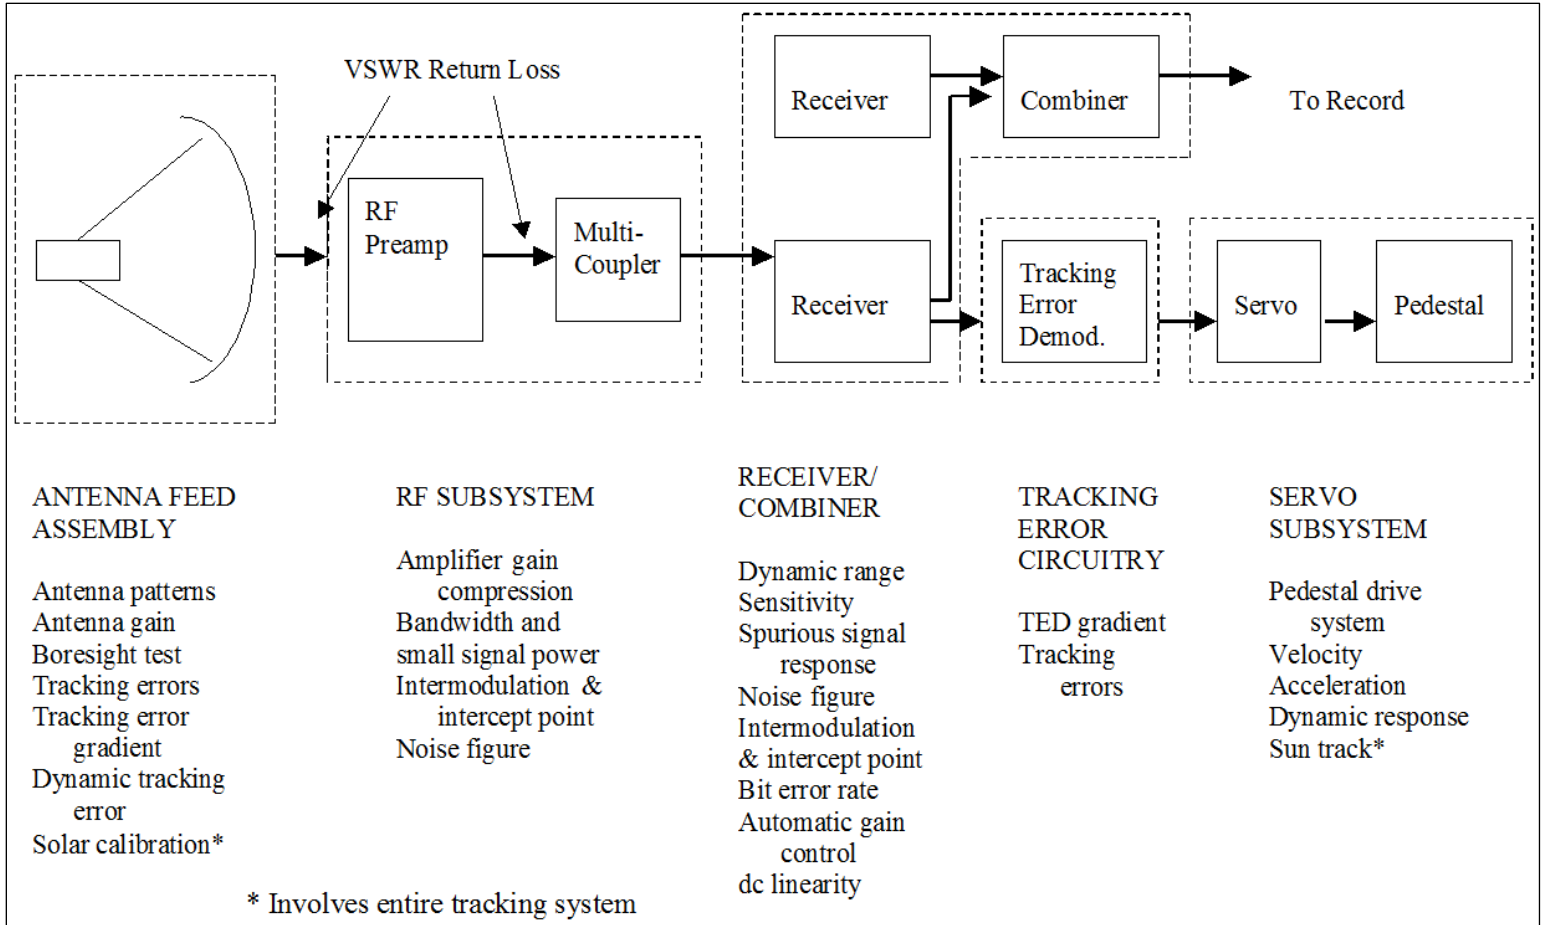 VSWR Return Loss
RF
Preamp
Multi-
Coupler
Receiver
Combiner
To Record
Receiver
Tracking
Error
Demod.
Servo
Pedestal
ANTENNA FEED
ASSEMBLY
Antenna patterns
Antenna gain
Boresight test
Tracking errors
Tracking error
gradient
Dynamic tracking
error
Solar calibration*
RF SUBSYSTEM
Amplifier gain
compression
Bandwidth and
small signal power
Intermodulation &
intercept point
Noise figure
RECEIVER/
COMBINER
Dynamic range
Sensitivity
Spurious signal
response
Noise figure
Intermodulation
& intercept point
Bit error rate
Automatic gain
control
dc linearity
TRACKING
ERROR
CIRCUITRY
TED gradient
Tracking
errors
SERVO
SUBSYSTEM
Pedestal drive
system
Velocity
Acceleration
Dynamic response
Sun track*
* Involves entire tracking system